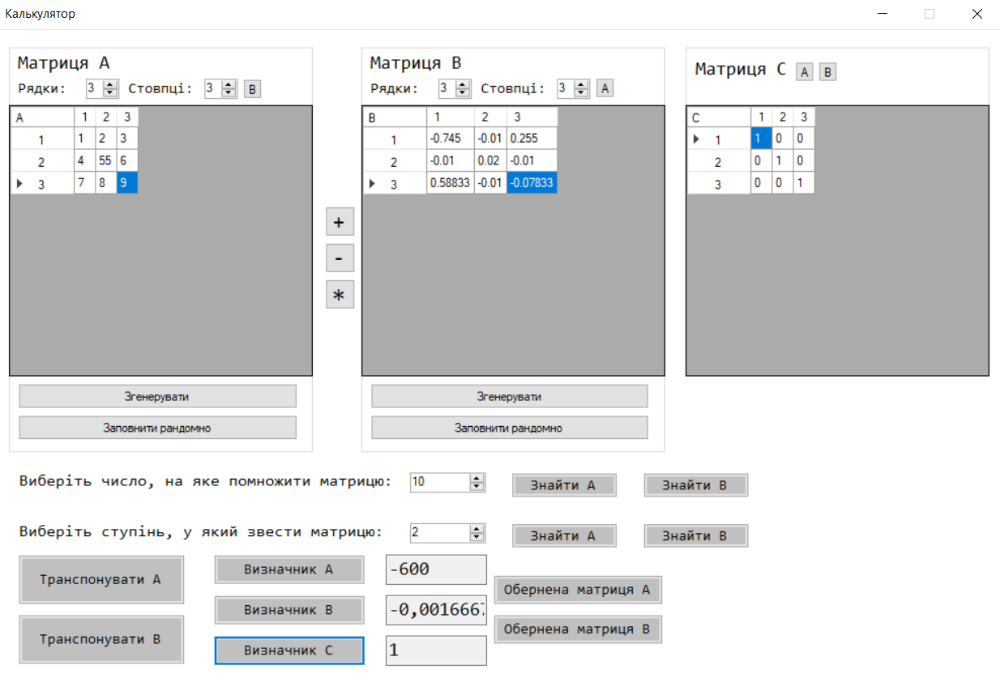 Калькулятор
Матриця A
Рядки: 3 Стовпці: 3 B
A 1 2 3
1 1 2 3
2 4 55 6
3 7 8 9
Згенерувати
Заповнити рандомно
+
-
*
Матриця B
Рядки: 3 Стовпці: 3 A
B 1 2 3
1 -0.745 -0.01 0.255
2 -0.01 0.02 -0.01
3 0.58833 -0.01 -0.07833
Згенерувати
Заповнити рандомно
Матриця C A B
C 1 2 3
1 1 0 0
2 0 1 0
3 0 0 1
Виберіть число, на яке помножити матрицю: 10 Знайти A Знайти B
Виберіть ступінь, у який звести матрицю: 2 Знайти A Знайти B
Транспонувати A
Транспонувати B
Визначник A -600
Визначник B -0,001666
Визначник C 1
Обернена матриця A
Обернена матриця B